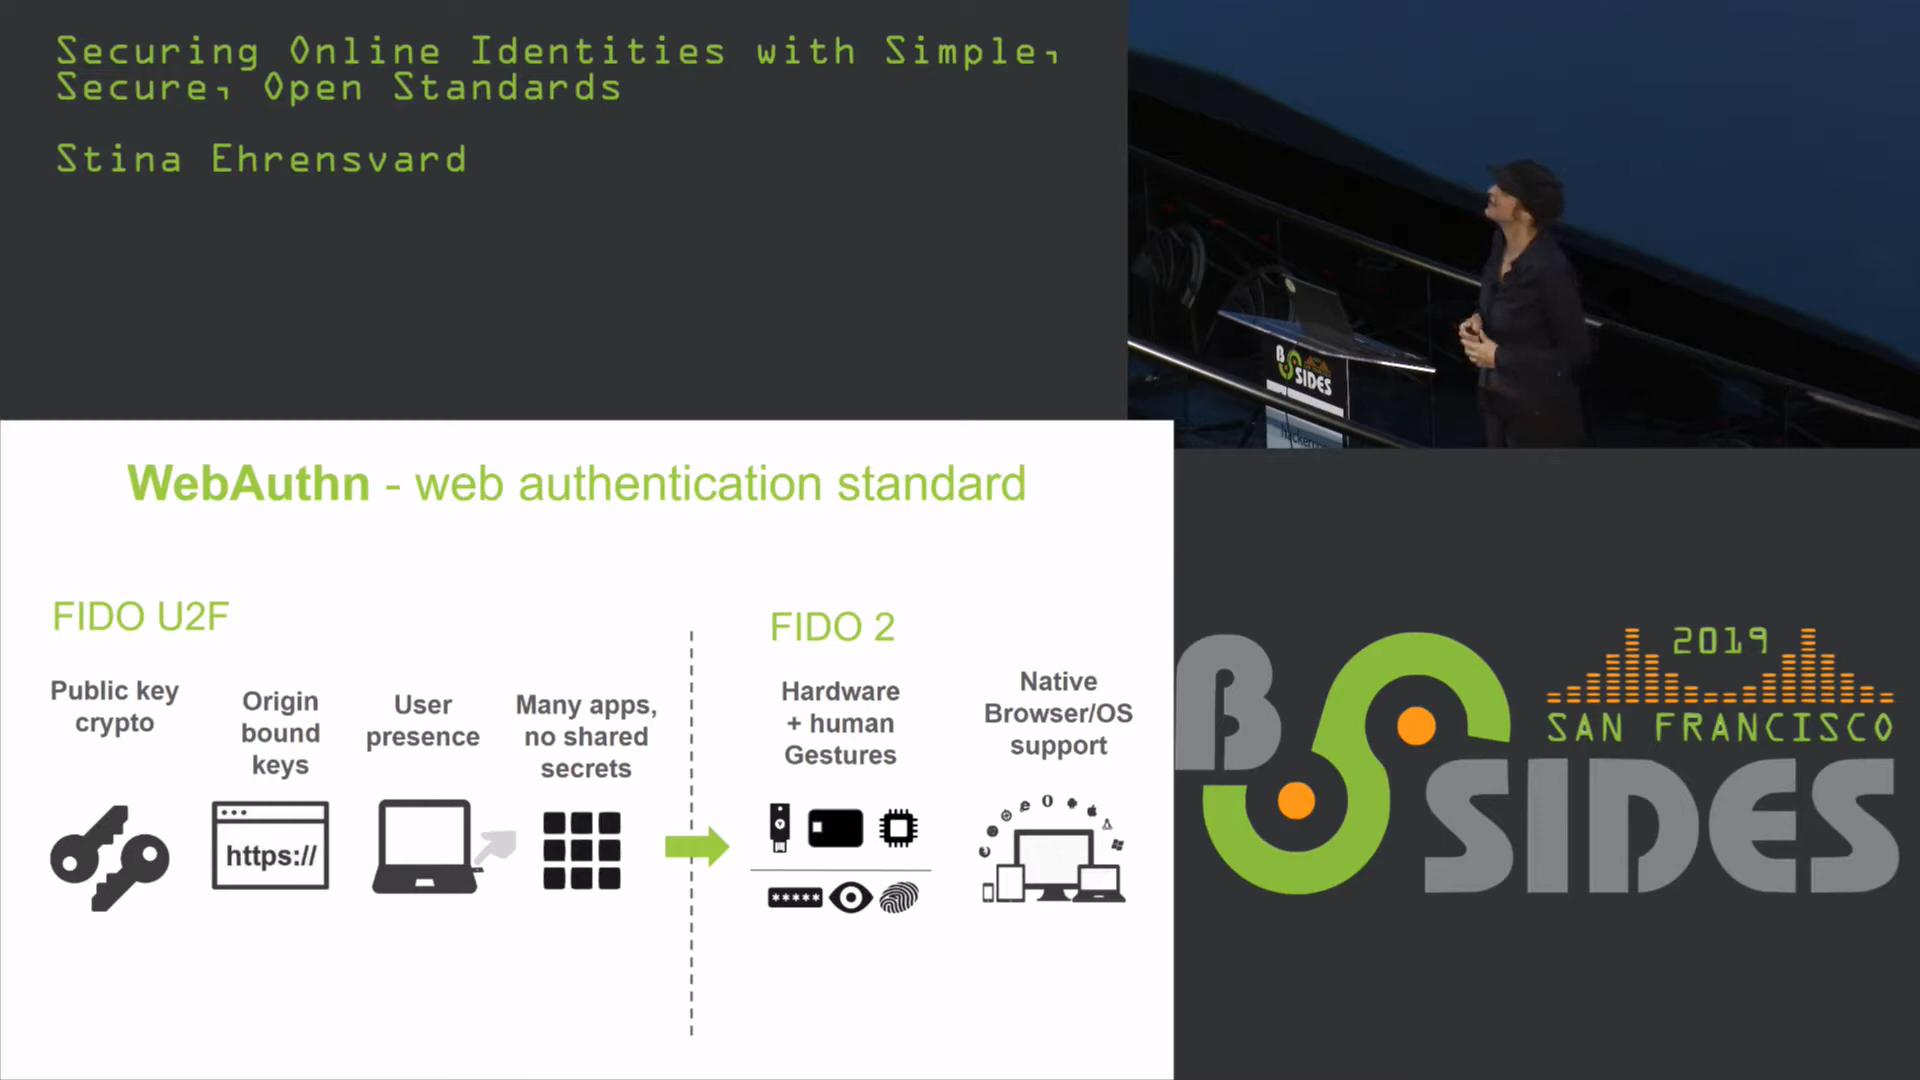 Securing Online Identities with Simple,
Secure, Open Standards
Stina Ehrensvard
B
SIDES
WebAuthn - web authentication standard
FIDO U2F
Public key
crypto
Origin
bound
keys
https://
User
presence
Many apps,
no shared
secrets
FIDO 2
Hardware
+ human
Gestures
*****
Native
Browser/OS
support
2019
SAN FRANCISCO
BSIDES